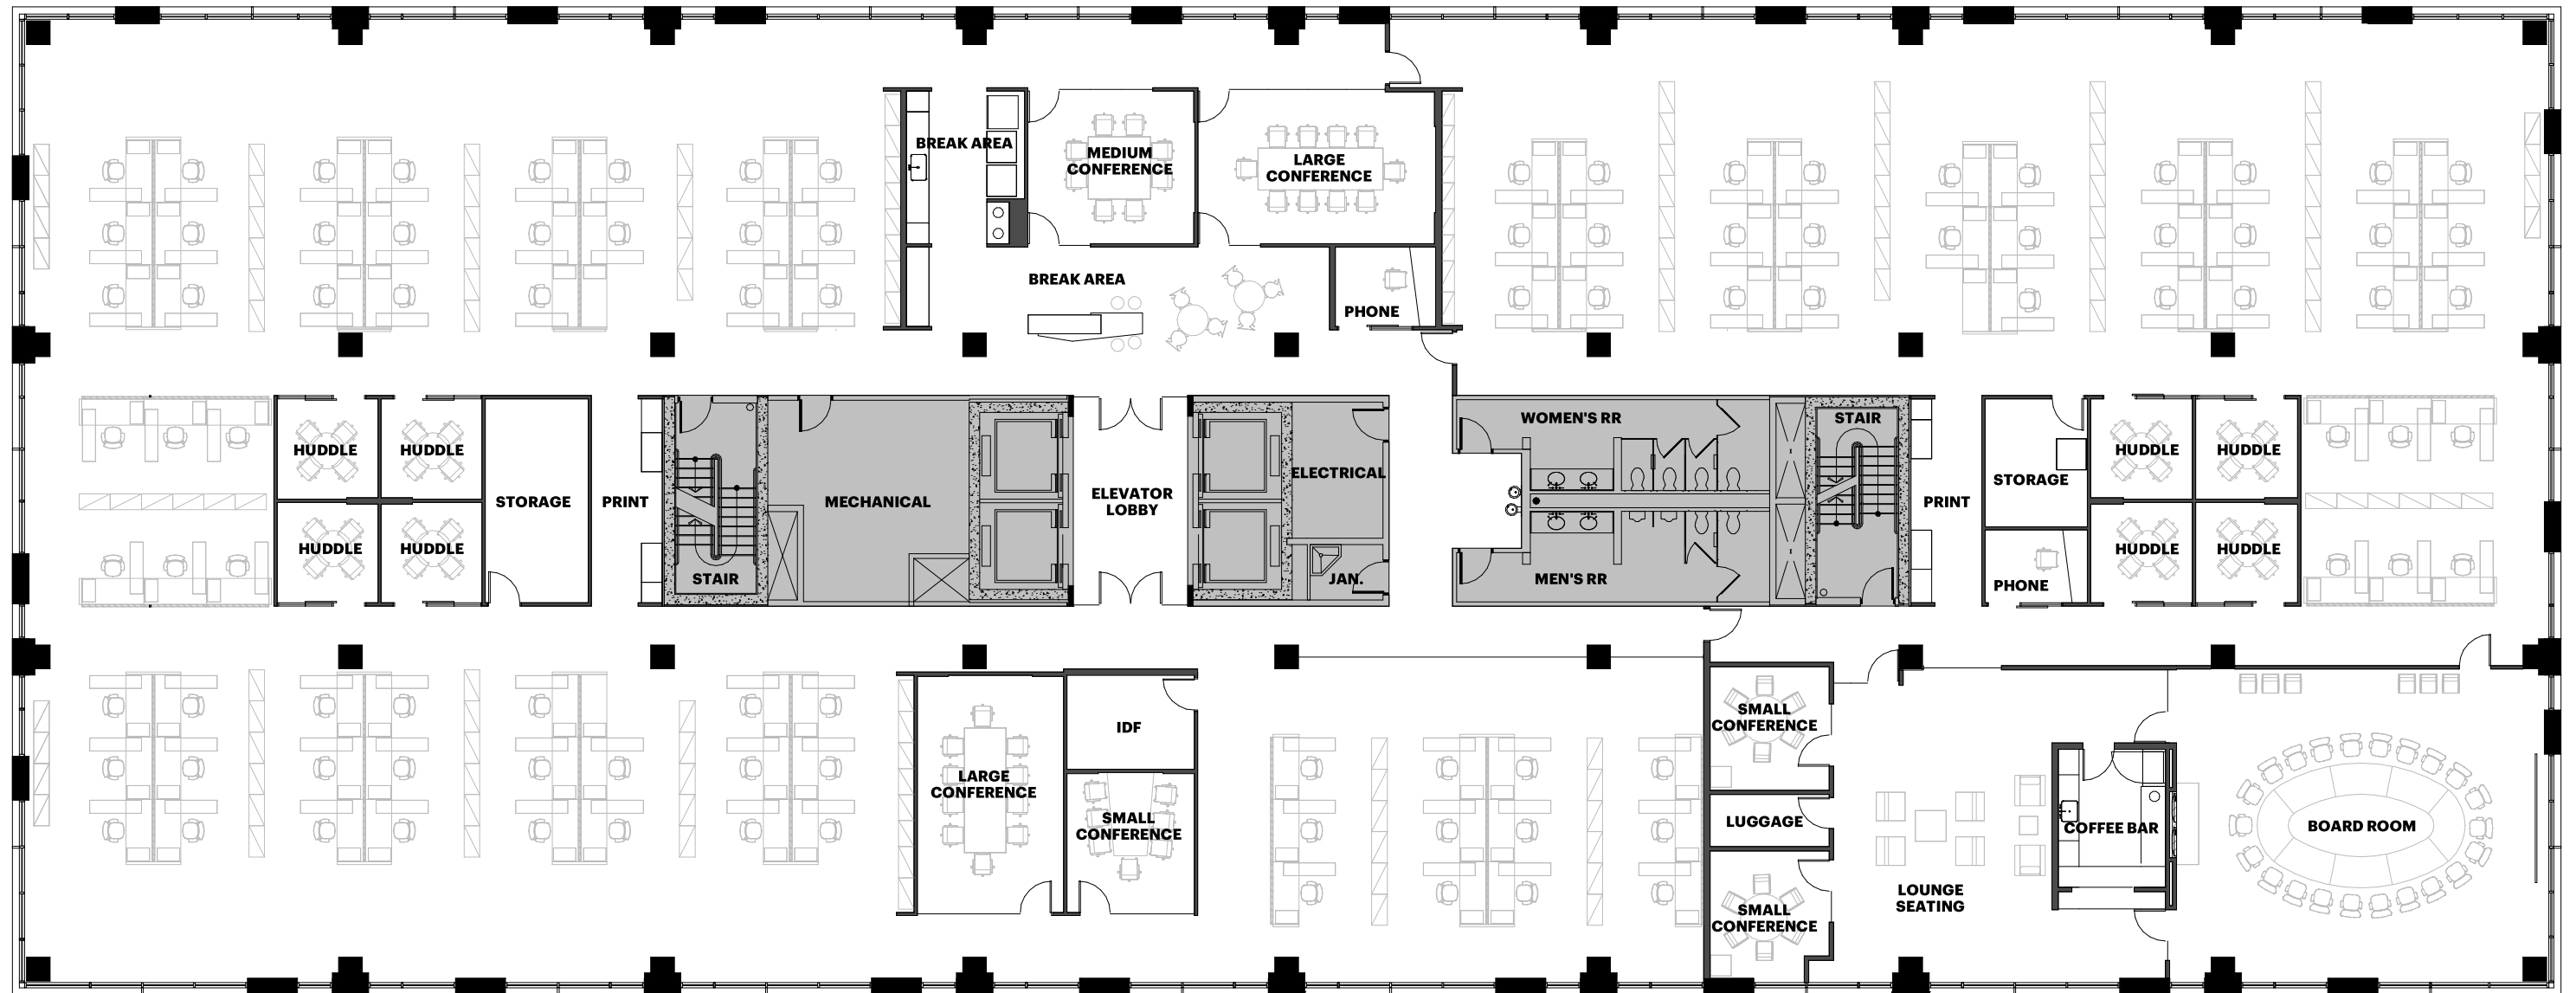 BREAK AREA
MEDIUM
CONFERENCE
LARGE
CONFERENCE
BREAK AREA
PHONE
HUDDLE
HUDDLE
STORAGE
PRINT
HUDDLE
HUDDLE
STAIR
MECHANICAL
ELEVATOR
LOBBY
ELECTRICAL
JAN.
WOMEN'S RR
MEN'S RR
STAIR
PRINT
STORAGE
PHONE
HUDDLE
HUDDLE
HUDDLE
HUDDLE
LARGE
CONFERENCE
IDF
SMALL
CONFERENCE
SMALL
CONFERENCE
LUGGAGE
SMALL
CONFERENCE
LOUNGE
SEATING
COFFEE BAR
BOARD ROOM